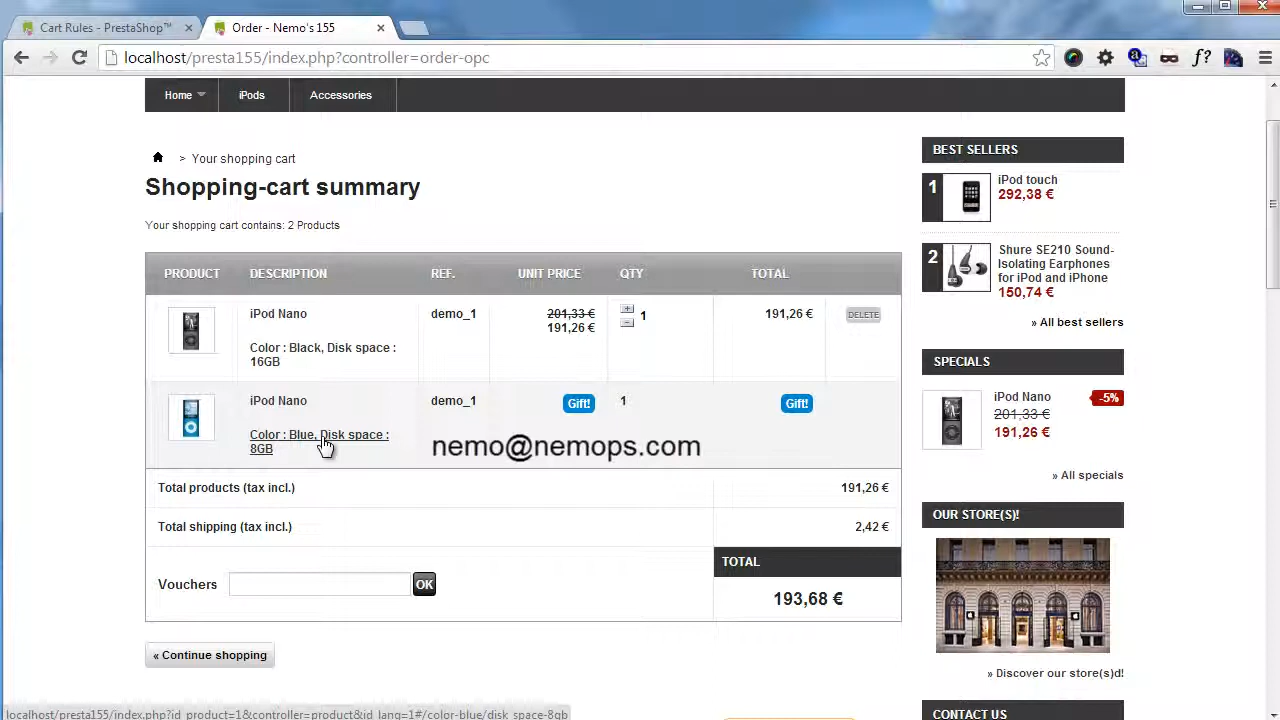 Cart Rules - PrestaShop™
Order - Nemo's 155
localhost/presta155/index.php?controller=order-opc
Home
iPods
Accessories
> Your shopping cart
Shopping-cart summary
Your shopping cart contains: 2 Products
PRODUCT DESCRIPTION REF. UNIT PRICE QTY TOTAL
iPod Nano demo_1 201,33 € 1 191,26 € DELETE
191,26 €
Color : Black, Disk space :
16GB
iPod Nano demo_1 Gift! 1 Gift!
Color : Blue, Disk space :
8GB
nemo@nemops.com
Total products (tax incl.) 191,26 €
Total shipping (tax incl.) 2,42 €
TOTAL
Vouchers OK
193,68 €
« Continue shopping
BEST SELLERS
1 iPod touch
292,38 €
2 Shure SE210 Sound-
Isolating Earphones
for iPod and iPhone
150,74 €
» All best sellers
SPECIALS
iPod Nano -5%
201,33 €
191,26 €
» All specials
OUR STORE(S)!
» Discover our store(s)d!
CONTACT US
localhost/presta155/index.php?id_product=1&controller=product&id_lang=1#/color-blue/disk_space-8gb